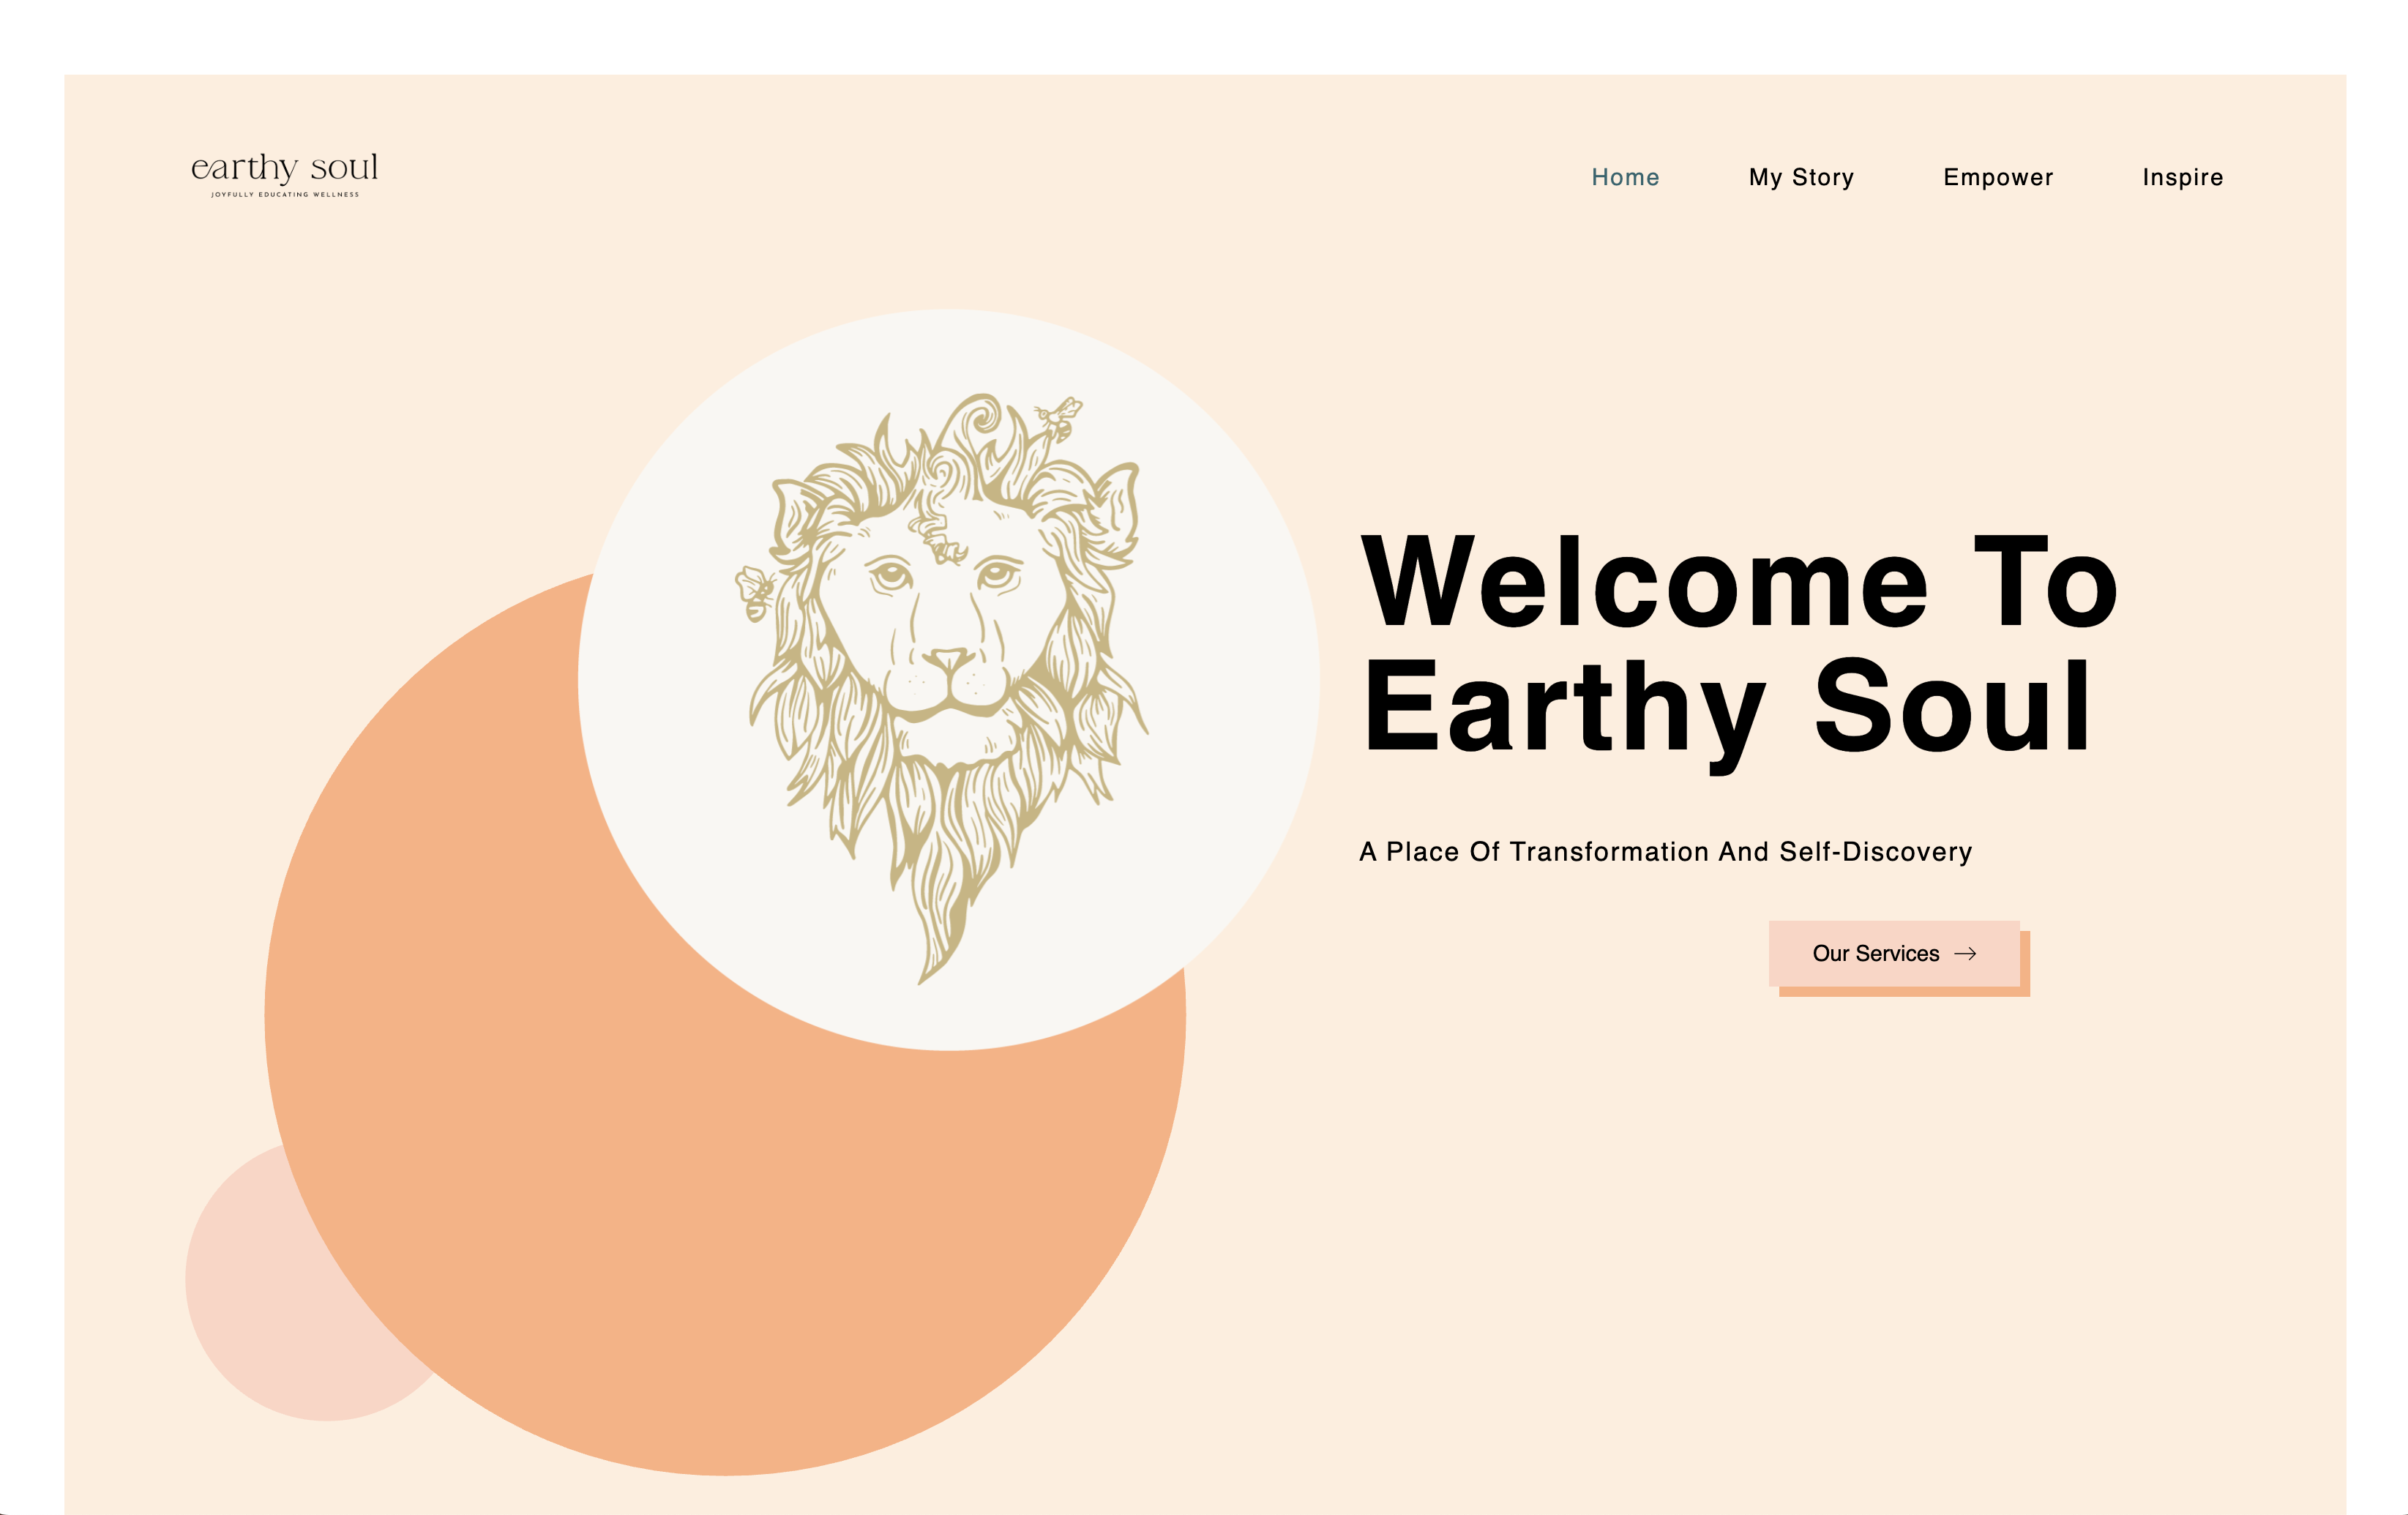 earthy soul
JOYFULLY EDUCATING WELLNESS
Home My Story Empower Inspire
Welcome To
Earthy Soul
A Place Of Transformation And Self-Discovery
Our Services →